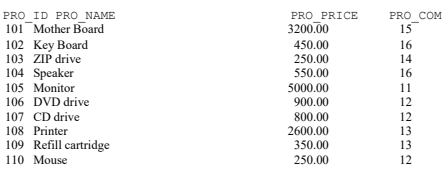 PRO_ID PRO_NAME PRO_PRICE PRO_COM
101 Mother Board 3200.00 15
102 Key Board 450.00 16
103 ZIP drive 250.00 14
104 Speaker 550.00 16
105 Monitor 5000.00 11
106 DVD drive 900.00 12
107 CD drive 800.00 12
108 Printer 2600.00 13
109 Refill cartridge 350.00 13
110 Mouse 250.00 12